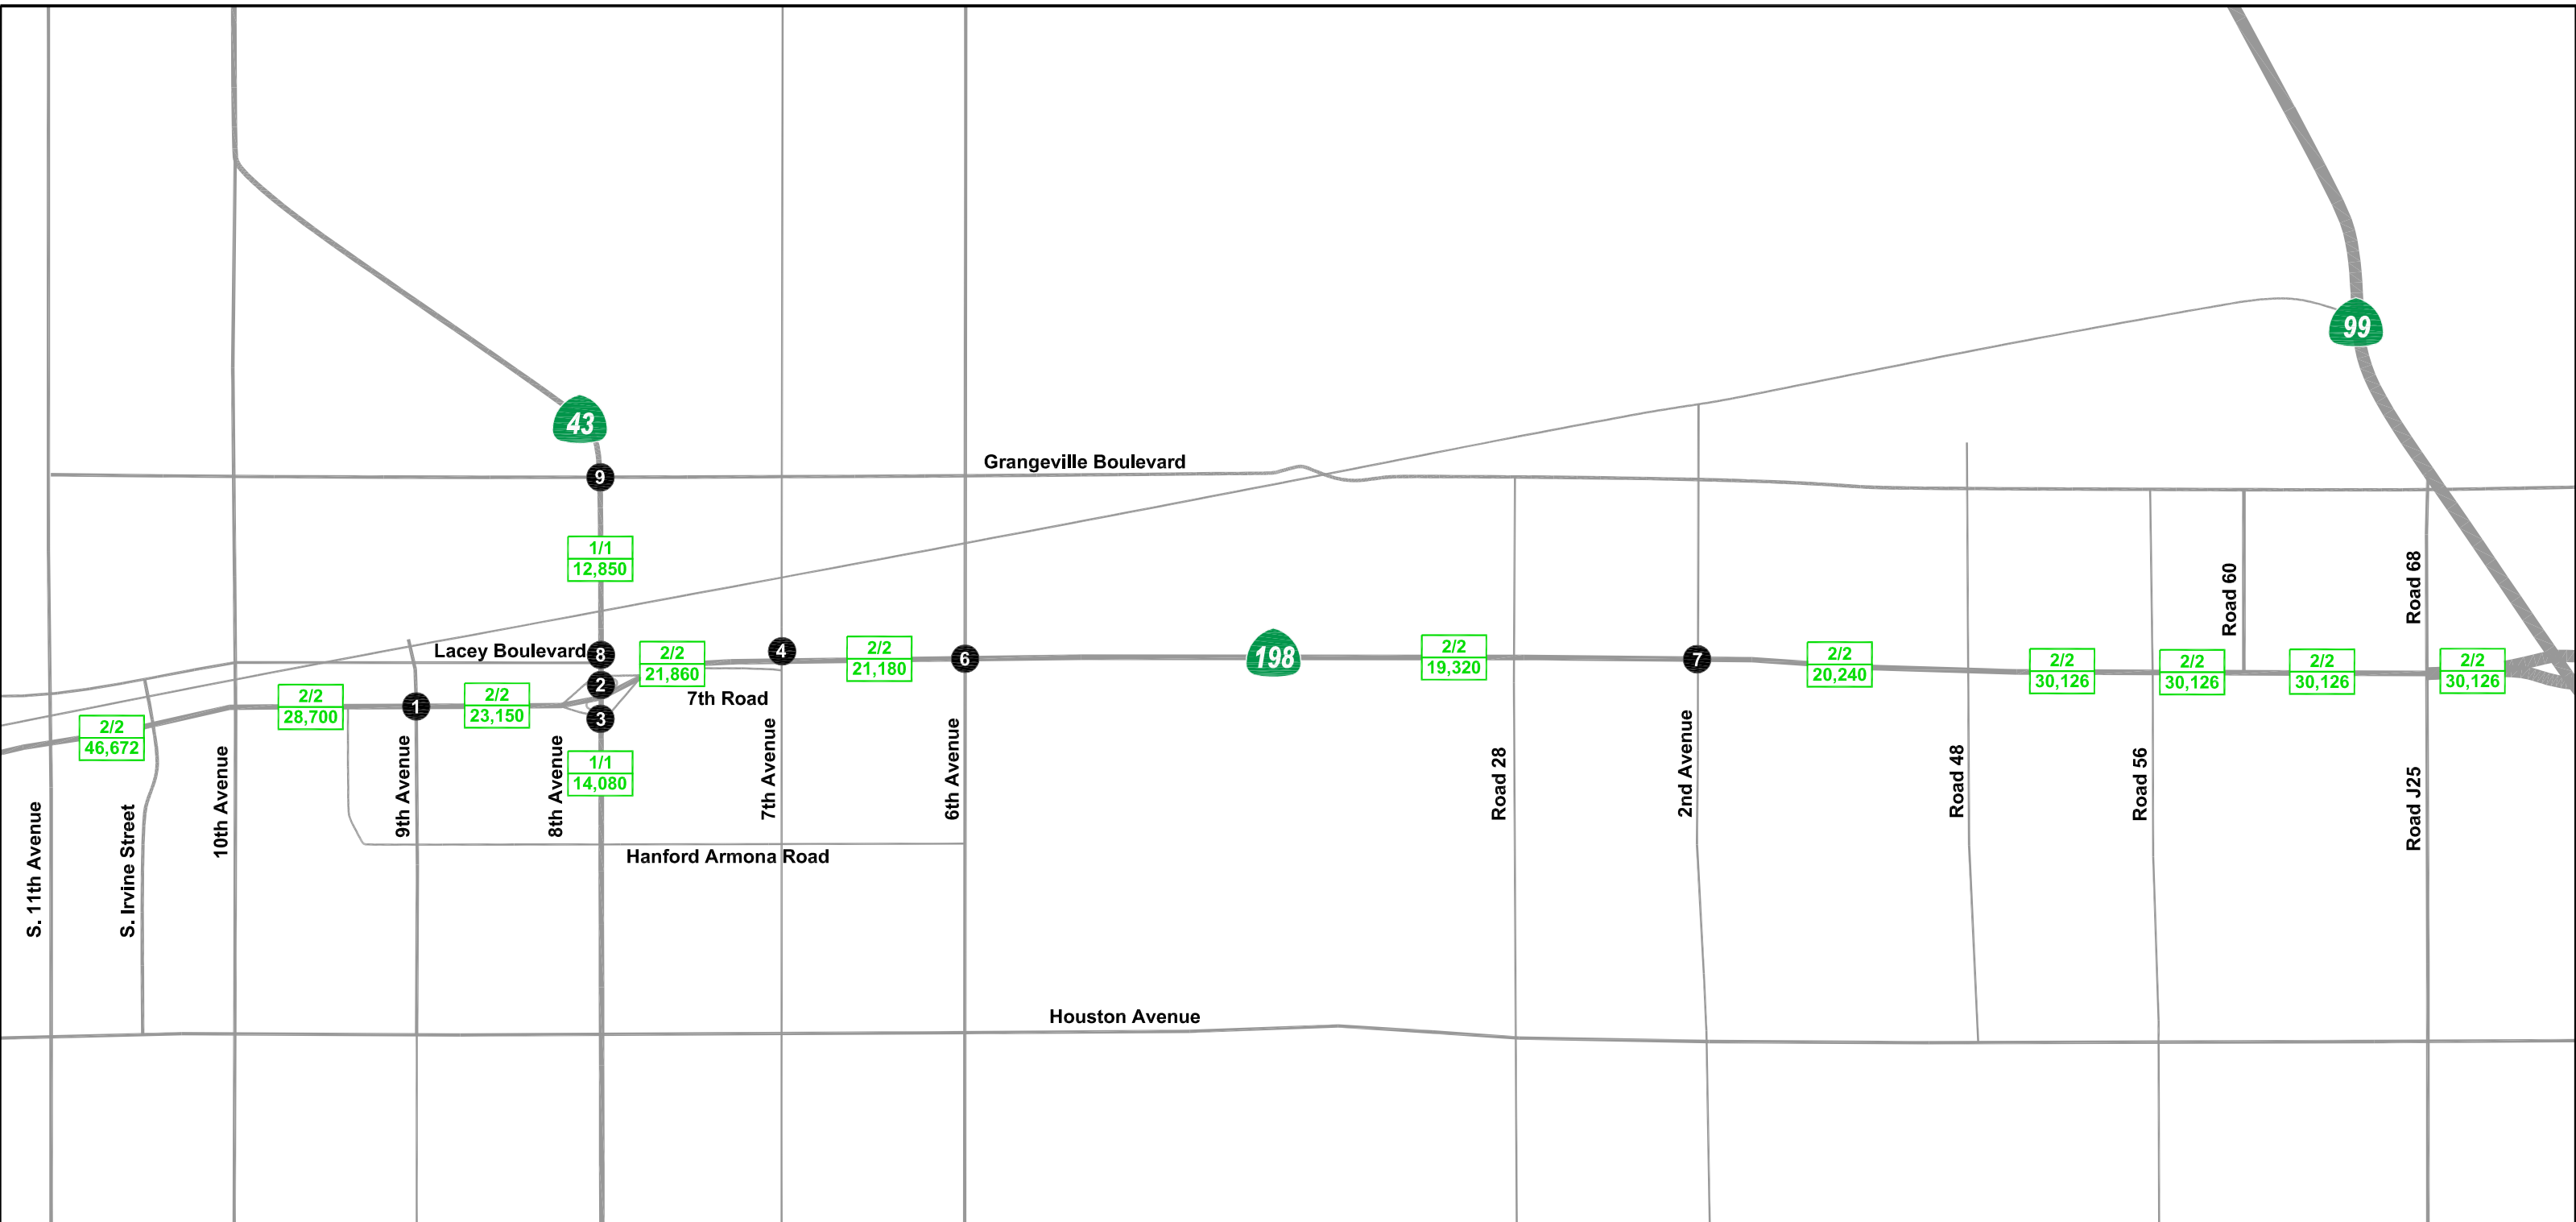 99
43
Grangeville Boulevard
9
1/1
12,850
Road 60
Road 68
Lacey Boulevard
8
2/2
21,860
4
2/2
21,180
6
198
2/2
19,320
7
2/2
20,240
2/2
30,126
2/2
30,126
2/2
30,126
2/2
30,126
2
7th Road
2/2
28,700
1
2/2
23,150
3
2/2
46,672
1/1
14,080
S. 11th Avenue
S. Irvine Street
10th Avenue
9th Avenue
8th Avenue
7th Avenue
6th Avenue
Road 28
2nd Avenue
Road 48
Road 56
Road J25
Hanford Armona Road
Houston Avenue